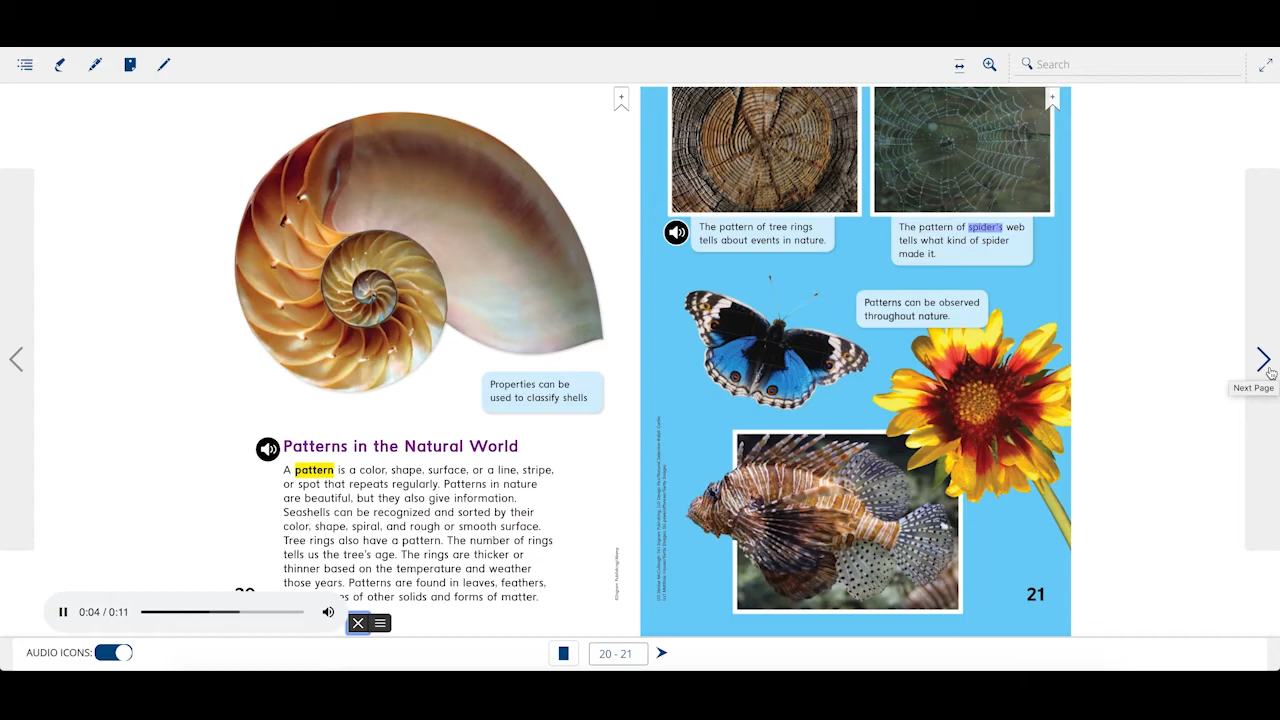 Search
Properties can be
used to classify shells
Patterns in the Natural World
A pattern is a color, shape, surface, or a line, stripe,
or spot that repeats regularly. Patterns in nature
are beautiful, but they also give information.
Seashells can be recognized and sorted by their
color, shape, spiral, and rough or smooth surface.
Tree rings also have a pattern. The number of rings
tells us the tree's age. The rings are thicker or
thinner based on the temperature and weather
those years. Patterns are found in leaves, feathers,
of other solids and forms of matter.
The pattern of tree rings
tells about events in nature.
The pattern of spider's web
tells what kind of spider
made it.
Patterns can be observed
throughout nature.
21
Next Page
0:04 / 0:11
AUDIO ICONS:
20 - 21